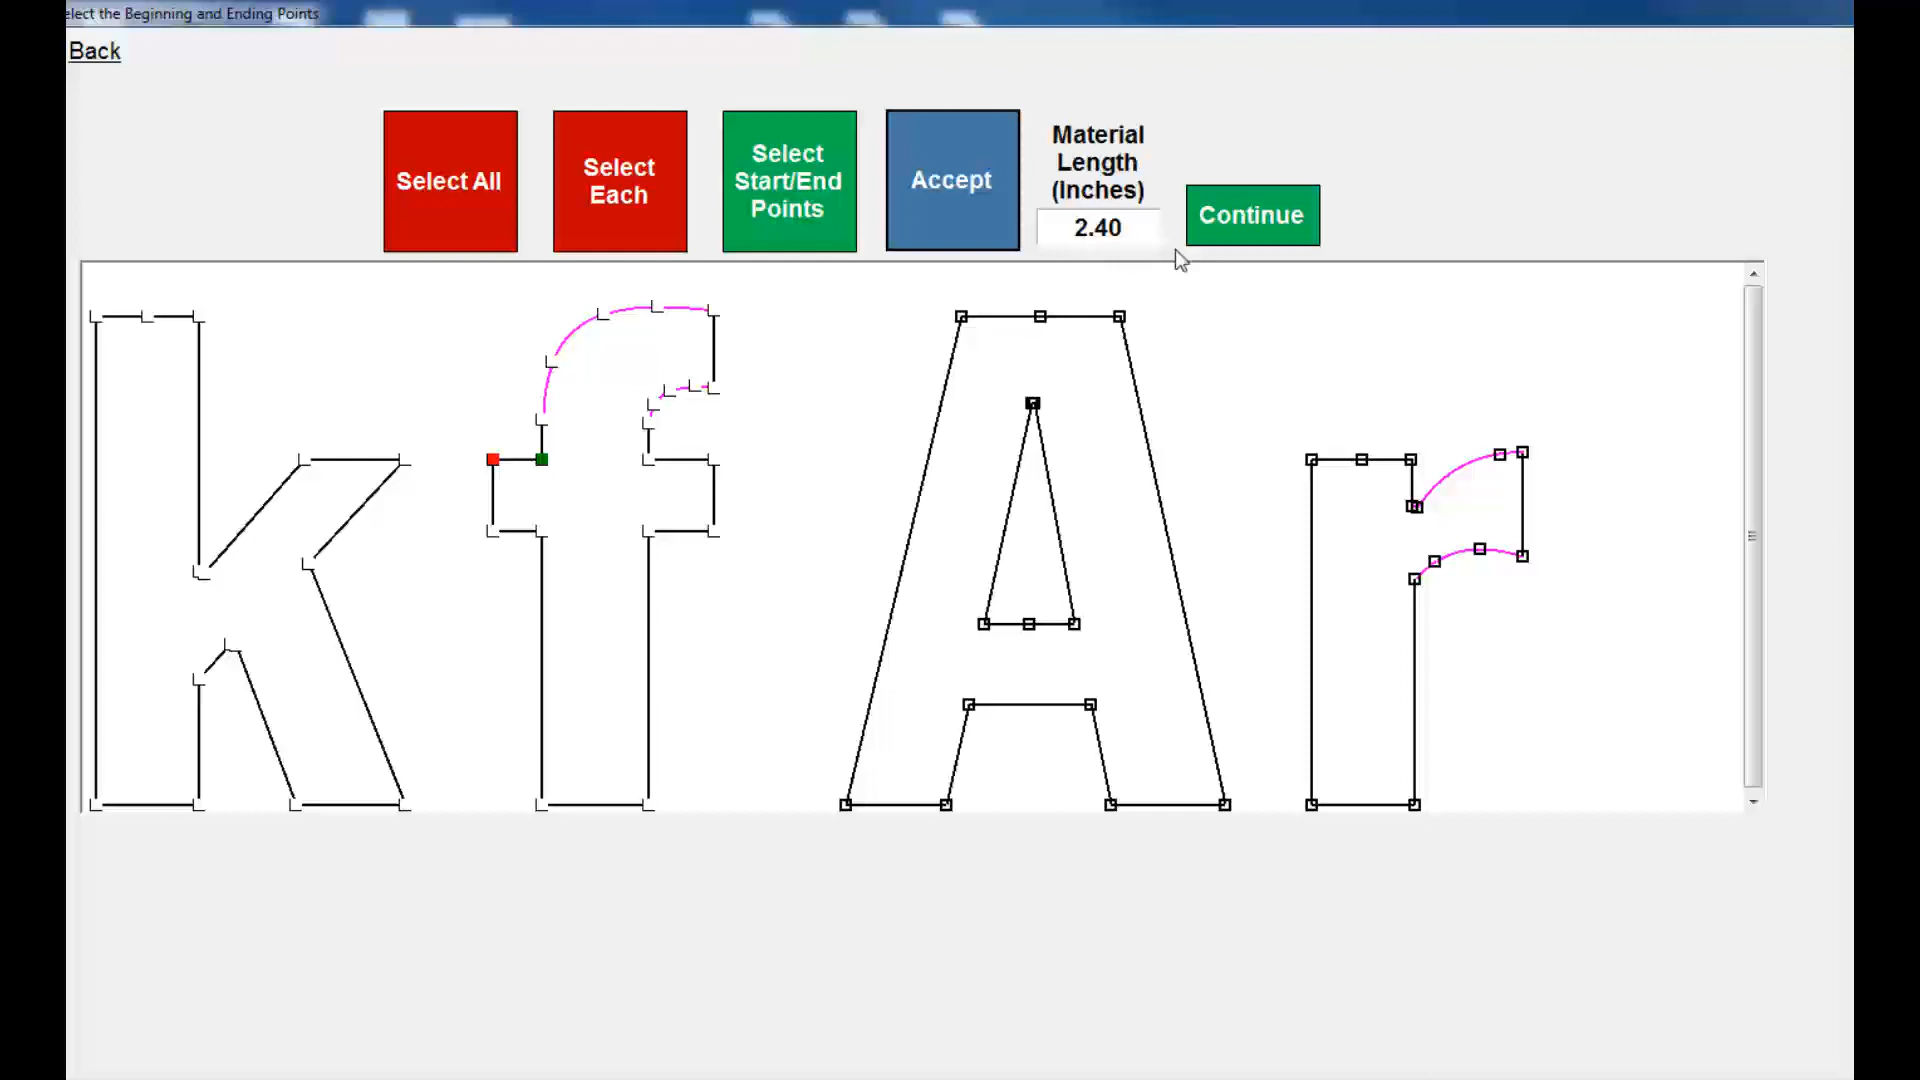 elect the Beginning and Ending Points
Back
Select All
Select
Each
Select
Start/End
Points
Accept
Material
Length
(Inches)
2.40
Continue
kfAr